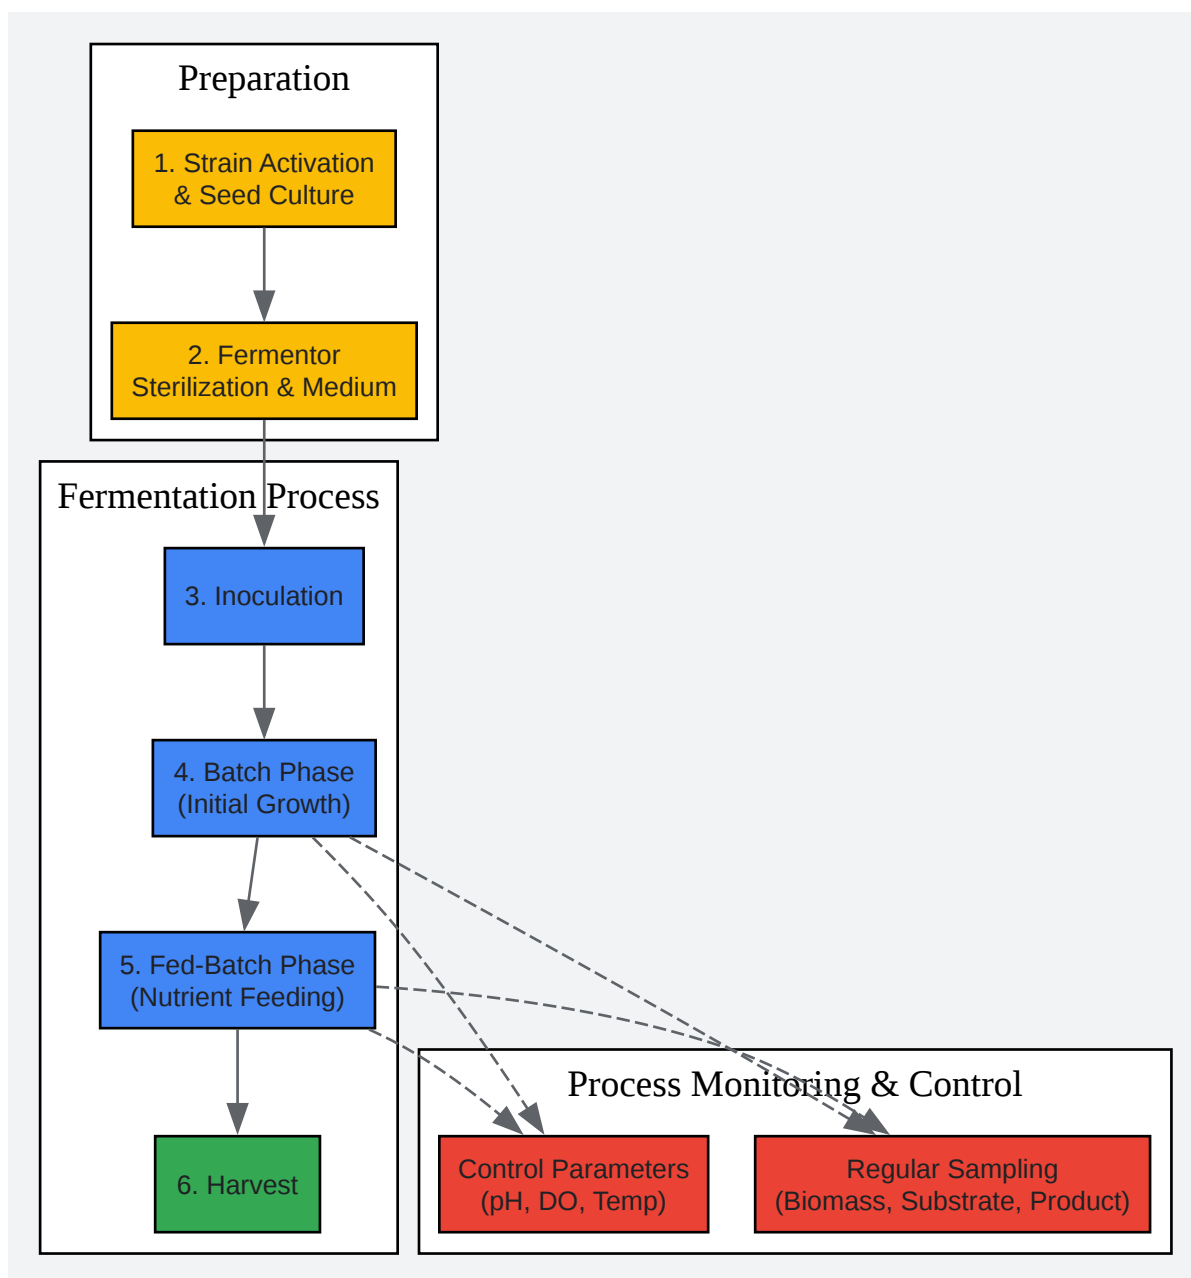 Preparation
1. Strain Activation
& Seed Culture
2. Fermentor
Sterilization & Medium
Fermentation Process
3. Inoculation
4. Batch Phase
(Initial Growth)
5. Fed-Batch Phase
(Nutrient Feeding)
6. Harvest
Process Monitoring & Control
Control Parameters
(pH, DO, Temp)
Regular Sampling
(Biomass, Substrate, Product)